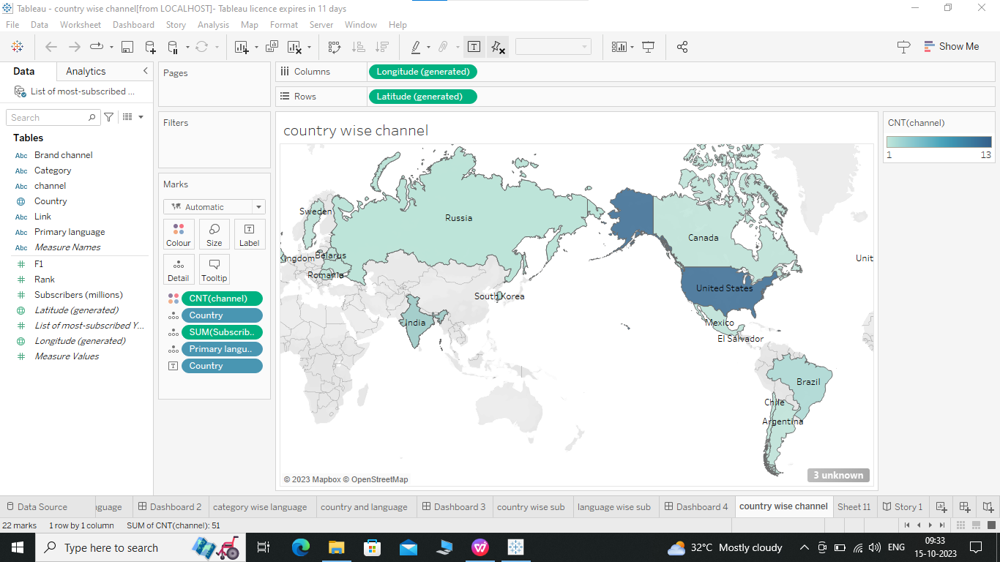 Tableau - country wise channel[from LOCALHOST]- Tableau licence expires in 11 days
File Data Worksheet Dashboard Story Analysis Map Format Server Window Help
Show Me
Data Analytics
List of most-subscribed ...
Search
Tables
Abc Brand channel
Abc Category
Abc channel
Country
Abc Link
Abc Primary language
Abc Measure Names
F1
Rank
Subscribers (millions)
Latitude (generated)
List of most-subscribed Y...
Longitude (generated)
Measure Values
Pages
Filters
Marks
Automatic
Colour Size Label
Detail Tooltip
CNT(channel)
Country
SUM(Subscrib..
Primary langu..
Country
Columns Longitude (generated)
Rows Latitude (generated)
country wise channel
Sweden
Russia
Canada
Kingdom
Belarus
Unit
Romania
United States
South Korea
India
Mexico
El Salvador
Brazil
Chile
Argentina
© 2023 Mapbox © OpenStreetMap
3 unknown
CNT(channel)
1 13
Data Source nguage Dashboard 2 category wise language country and language Dashboard 3 country wise sub language wise sub Dashboard 4 country wise channel Sheet 11 Story 1
22 marks 1 row by 1 column SUM of CNT(channel): 51
Type here to search
32°C Mostly cloudy ENG
09:33
15-10-2023